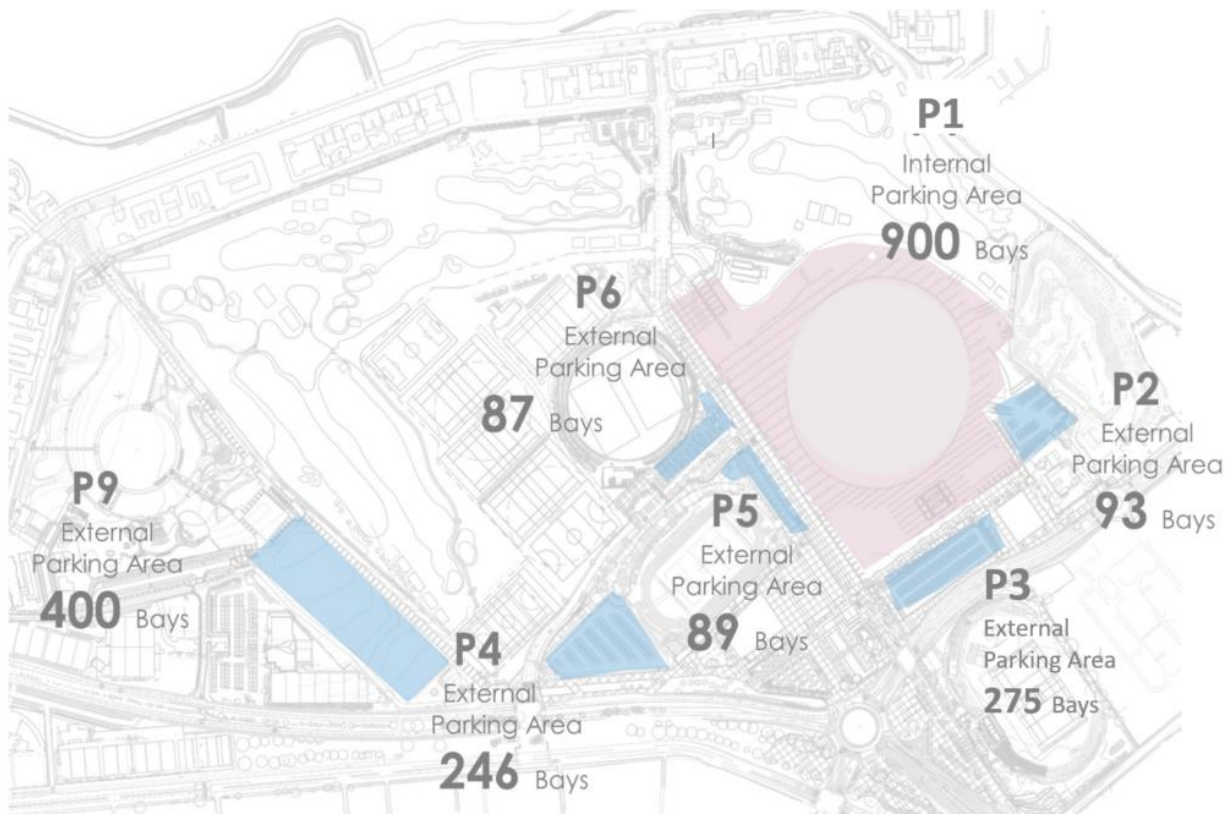 P1
Internal
Parking Area
900 Bays
P6
External
Parking Area
87 Bays
P2
External
Parking Area
93 Bays
P9
External
Parking Area
400 Bays
P5
External
Parking Area
89 Bays
P3
External
Parking Area
275 Bays
P4
External
Parking Area
246 Bays